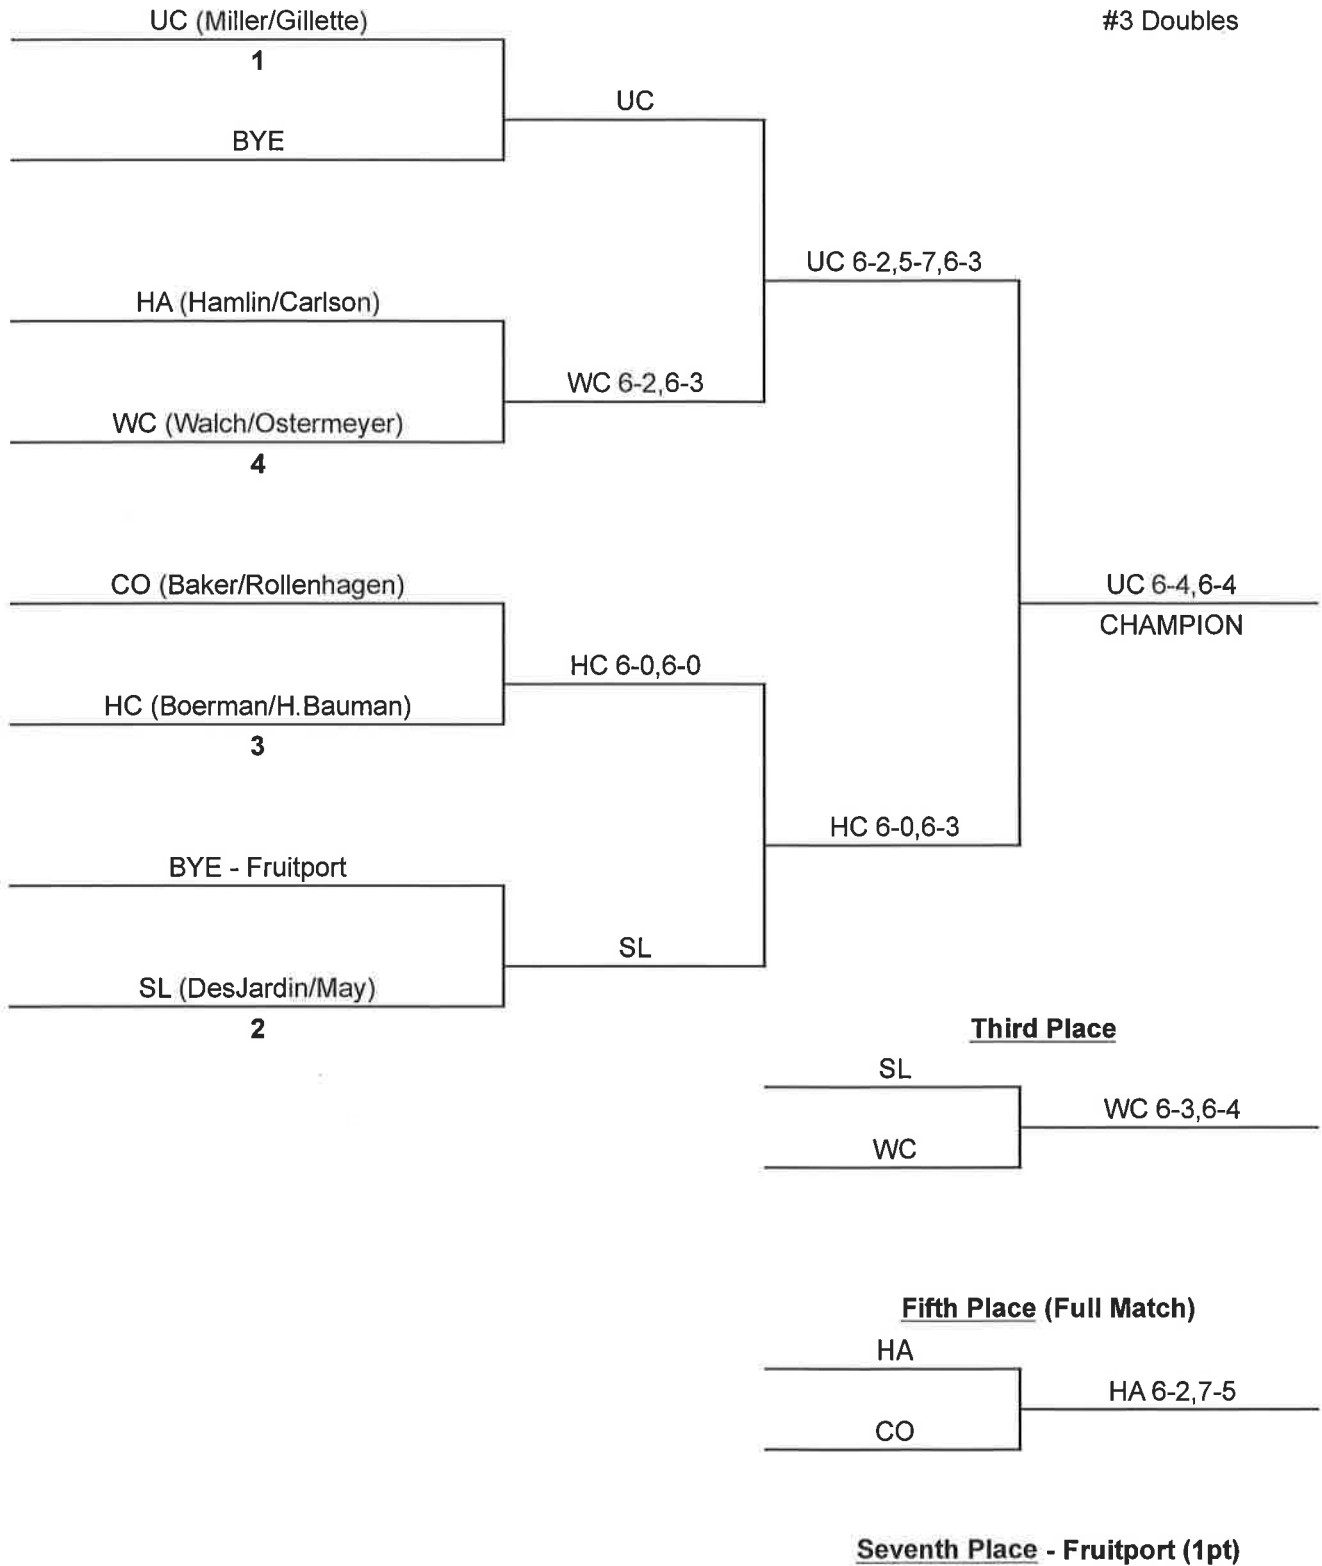 UC (Miller/Gillette)
#3 Doubles
1
UC
BYE
UC 6-2,5-7,6-3
HA (Hamlin/Carlson)
WC 6-2,6-3
WC (Walch/Ostermeyer)
4
CO (Baker/Rollenhagen)
UC 6-4,6-4
CHAMPION
HC 6-0,6-0
HC (Boerman/H.Bauman)
3
HC 6-0,6-3
BYE - Fruitport
SL
SL (DesJardin/May)
2
Third Place
SL
WC 6-3,6-4
WC
Fifth Place (Full Match)
HA
HA 6-2,7-5
CO
Seventh Place - Fruitport (1pt)